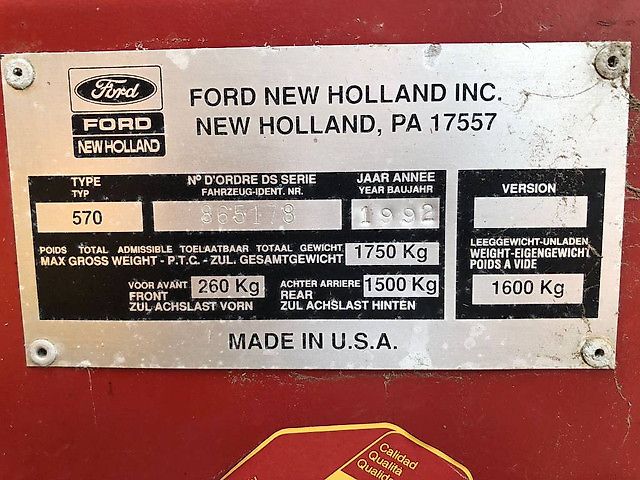 Ford
FORD
NEW HOLLAND
FORD NEW HOLLAND INC.
NEW HOLLAND, PA 17557
TYPE
TYP
570
Nº D'ORDRE DS SERIE
FAHRZEUG-IDENT. NR.
865178
JAAR ANNEE
YEAR BAUJAHR
1992
VERSION
POIDS TOTAL ADMISSIBLE TOELAATBAAR TOTAAL GEWICHT
MAX GROSS WEIGHT - P.T.C. - ZUL. GESAMTGEWICHT
1750 Kg
VOOR AVANT
FRONT
ZUL ACHSLAST VORN
260 Kg
ACHTER ARRIERE
REAR
ZUL ACHSLAST HINTEN
1500 Kg
LEEGGEWICHT-UNLADEN
WEIGHT-EIGENGEWICHT
POIDS A VIDE
1600 Kg
MADE IN U.S.A.
Calidad
Qualità